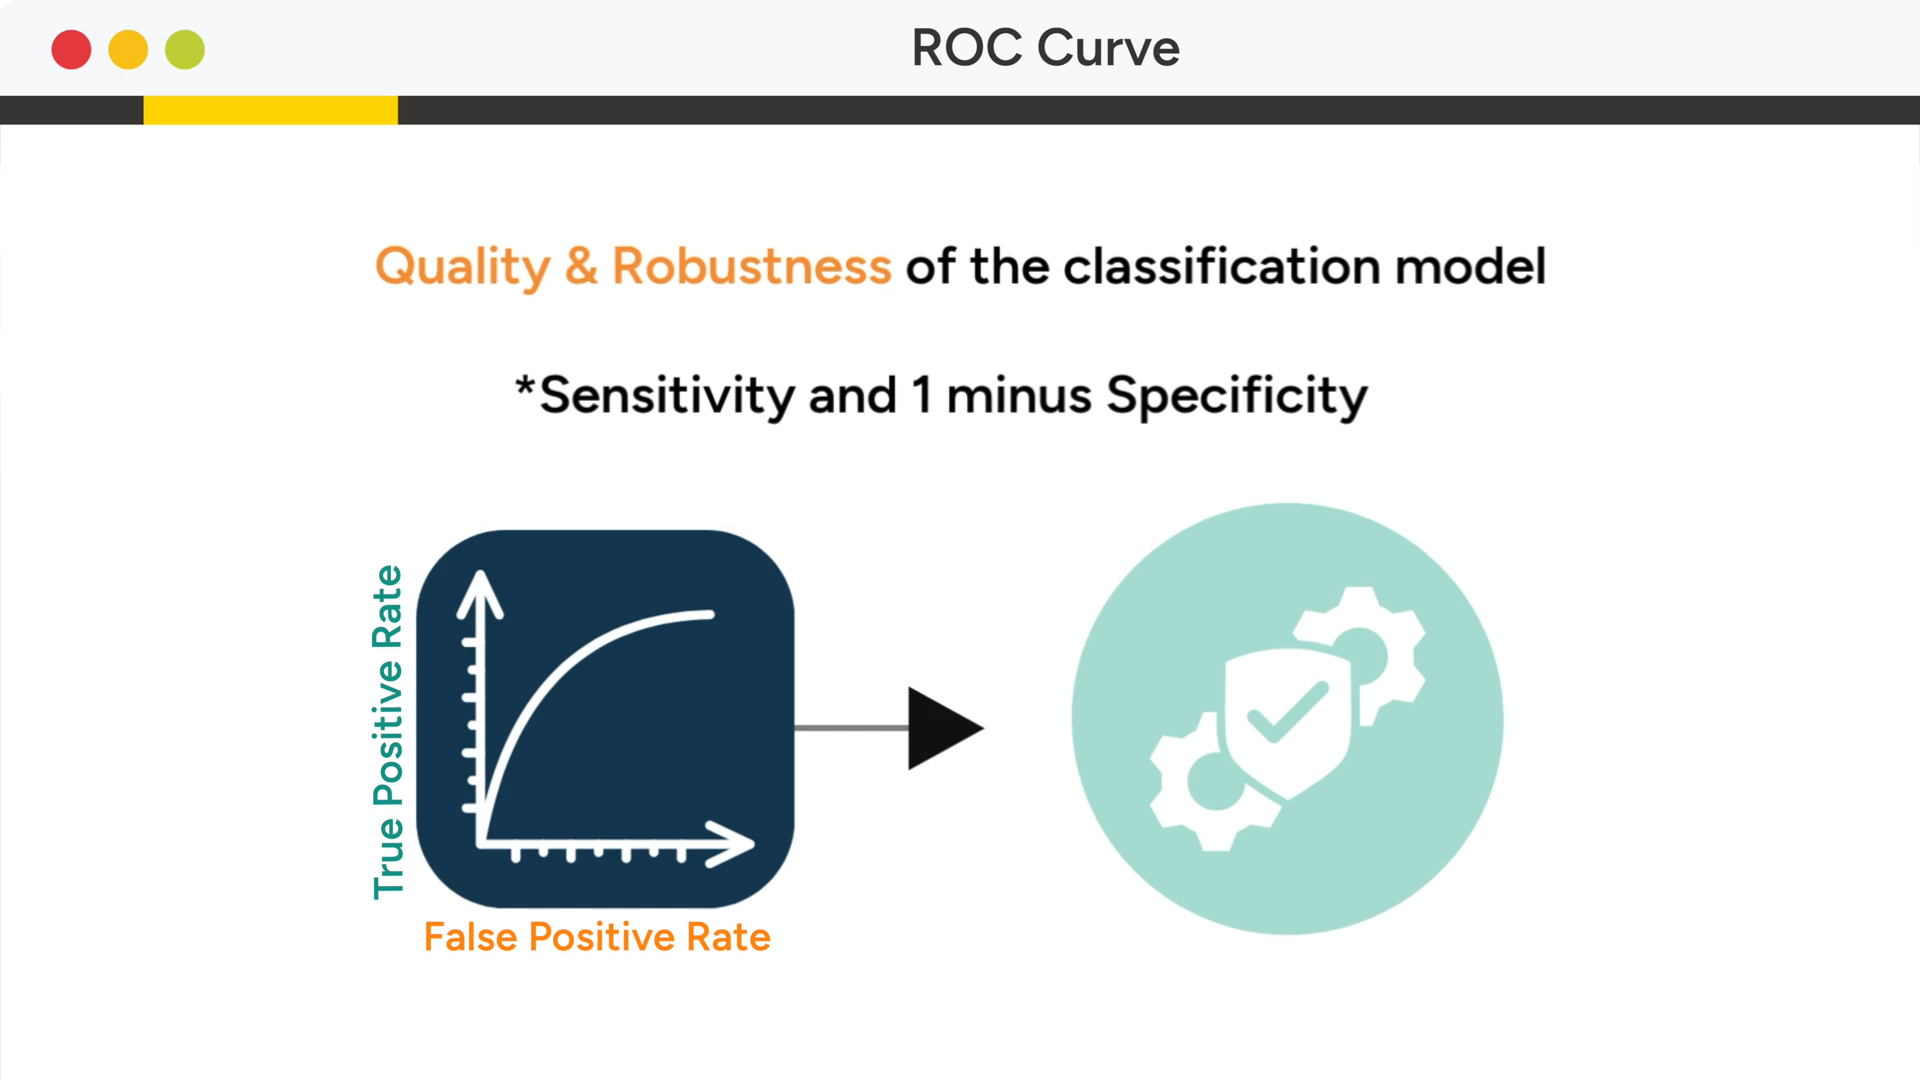 ROC Curve
Quality & Robustness of the classification model
*Sensitivity and 1 minus Specificity
True Positive Rate
False Positive Rate